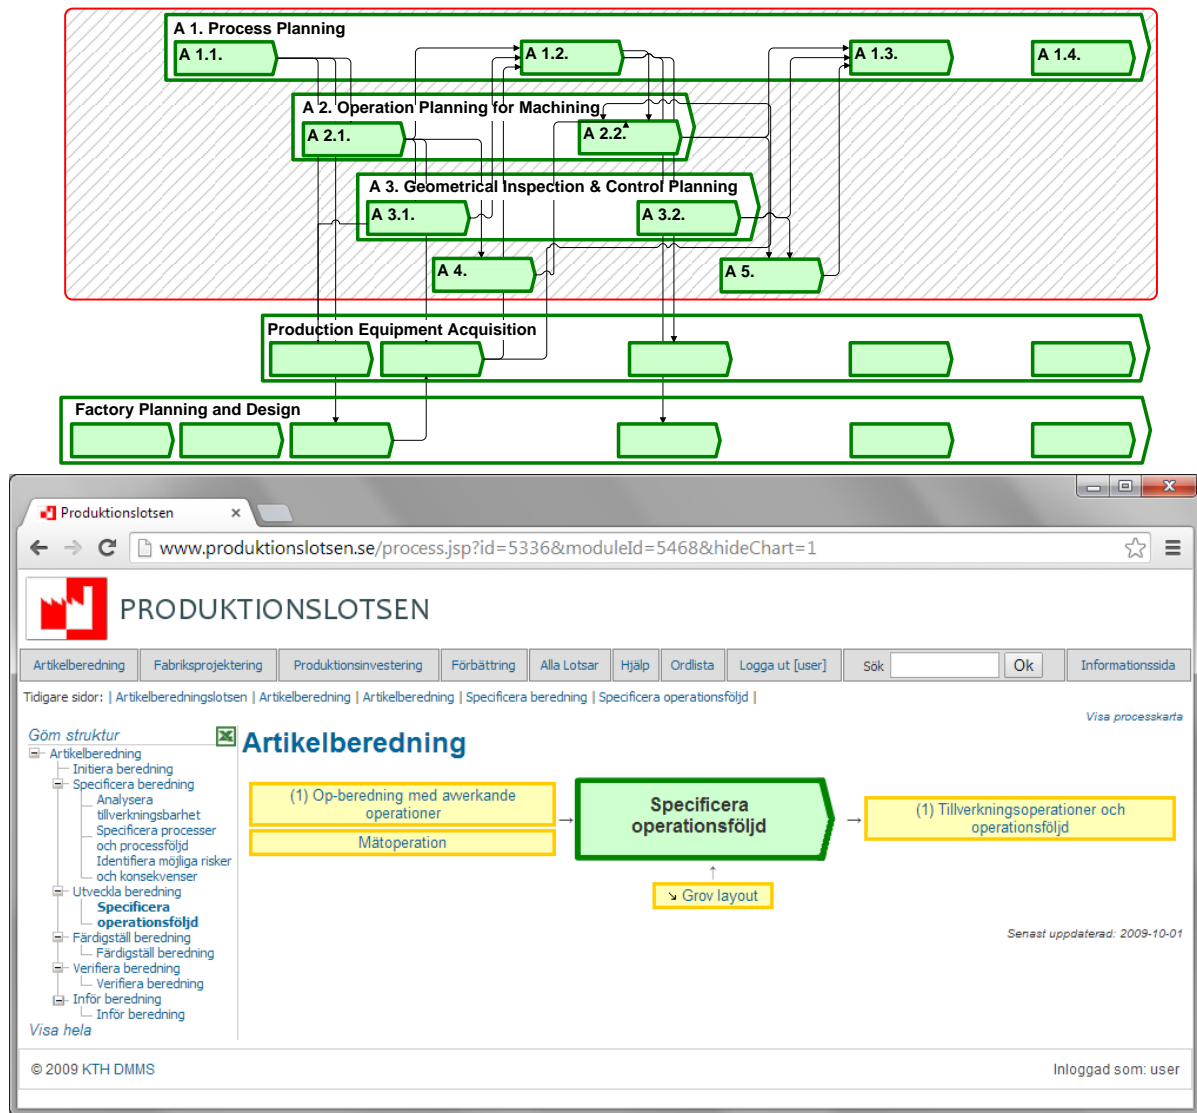 A 1. Process Planning
A 1.1.
A 1.2.
A 1.3.
A 1.4.
A 2. Operation Planning for Machining
A 2.1.
A 2.2.
A 3. Geometrical Inspection & Control Planning
A 3.1.
A 3.2.
A 4.
A 5.
Production Equipment Acquisition
Factory Planning and Design
Produktionslotsen
www.produktionslotsen.se/process.jsp?id=5336&moduleId=5468&hideChart=1
PRODUKTIONSLOTSEN
Artikelberedning Fabriksprojektering Produktionsinvestering Förbättring Alla Lotsar Hjälp Ordlista Logga ut [user] Sök Ok Informationssida
Tidigare sidor: | Artikelberedningslotsen | Artikelberedning | Artikelberedning | Specificera beredning | Specificera operationsföljd |
Visa processkarta
Göm struktur
Artikelberedning
Initiera beredning
Specificera beredning
Analysera
tillverkningsbarhet
Specificera processer
och processföljd
Identifiera möjliga risker
och konsekvenser
Utveckla beredning
Specificera
operationsföljd
Färdigställ beredning
Färdigställ beredning
Verifiera beredning
Verifiera beredning
Inför beredning
Inför beredning
Visa hela
Artikelberedning
(1) Op-beredning med avverkande
operationer
Mätoperation
Specificera
operationsföljd
(1) Tillverkningsoperationer och
operationsföljd
Grov layout
Senast uppdaterad: 2009-10-01
© 2009 KTH DMMS
Inloggad som: user